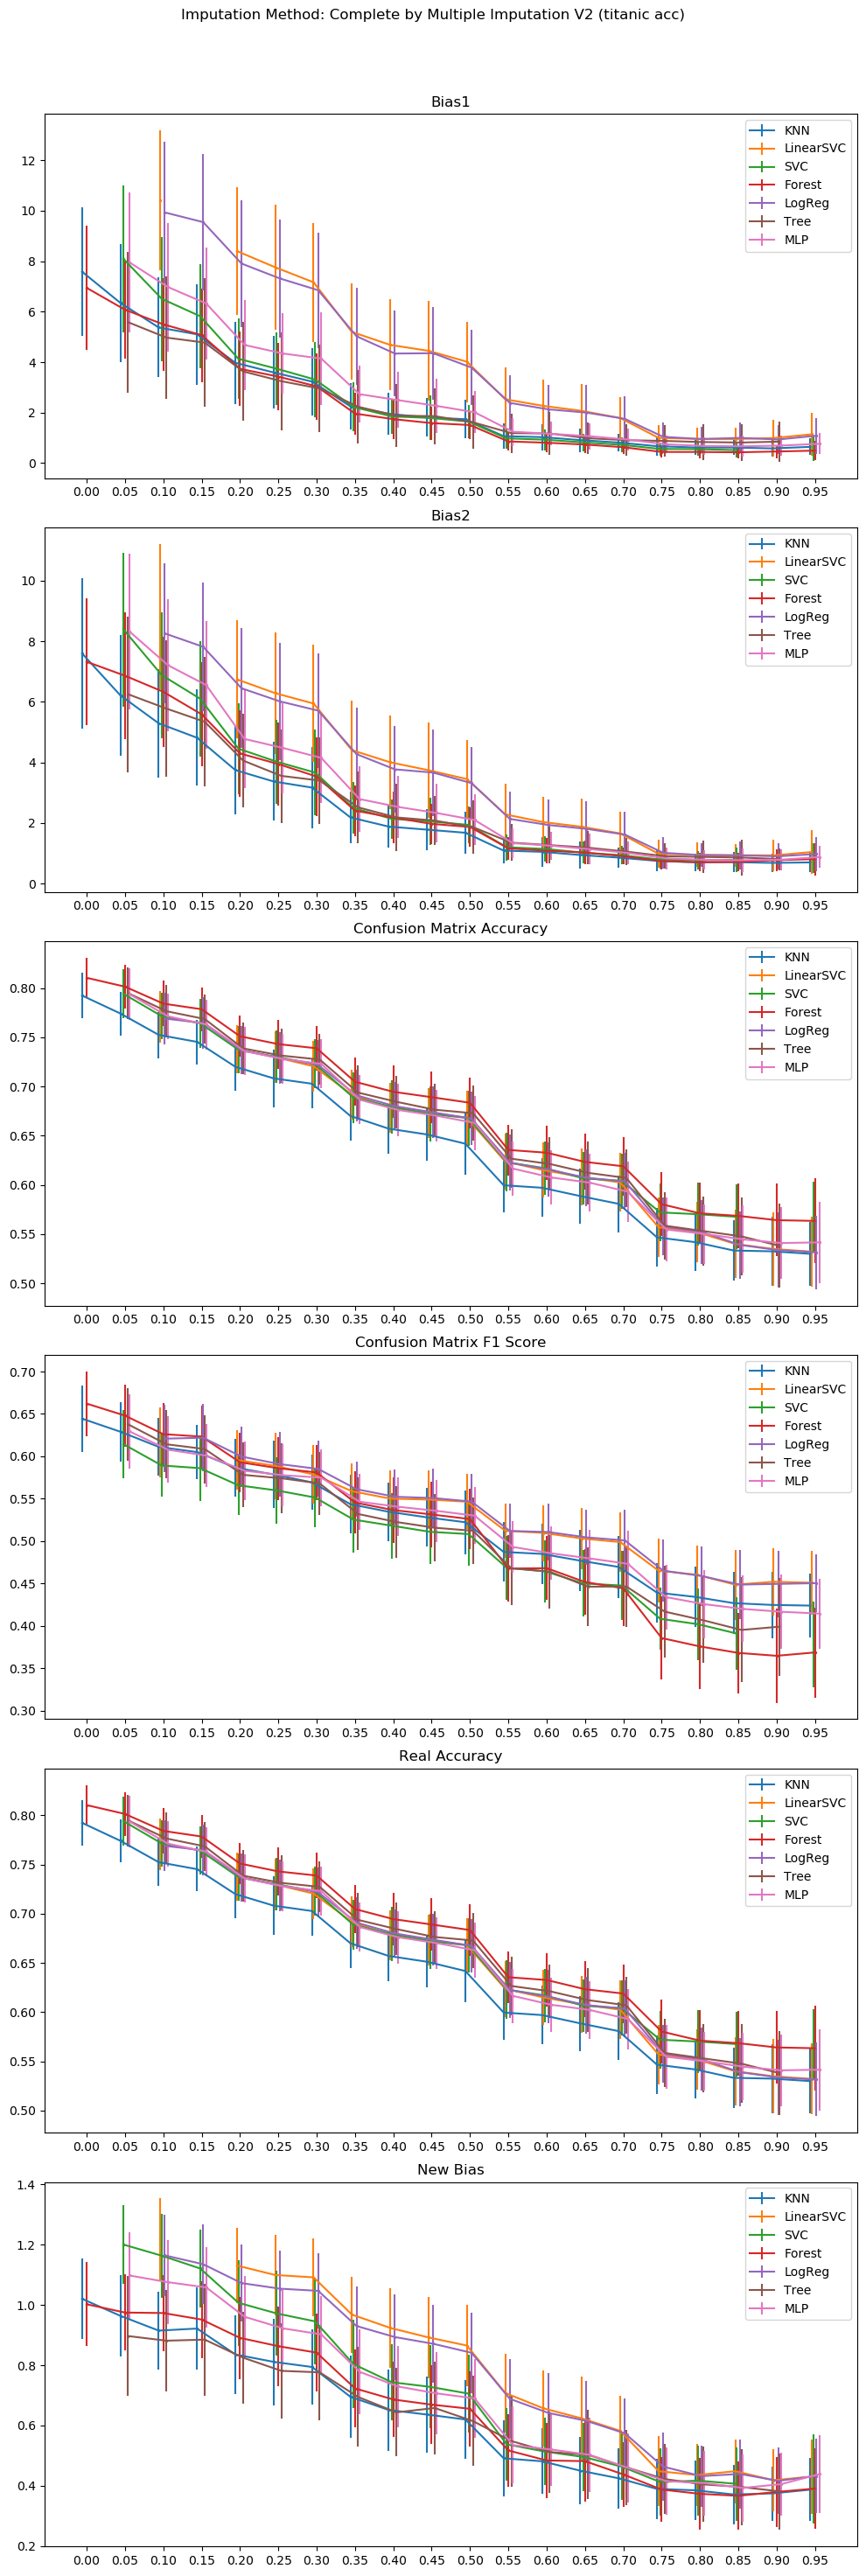 Imputation Method: Complete by Multiple Imputation V2 (titanic acc)
Bias1
12
10
8
6
4
2
0
KNN
LinearSVC
SVC
Forest
LogReg
Tree
MLP
0.00 0.05 0.10 0.15 0.20 0.25 0.30 0.35 0.40 0.45 0.50 0.55 0.60 0.65 0.70 0.75 0.80 0.85 0.90 0.95
Bias2
10
8
6
4
2
0
KNN
LinearSVC
SVC
Forest
LogReg
Tree
MLP
0.00 0.05 0.10 0.15 0.20 0.25 0.30 0.35 0.40 0.45 0.50 0.55 0.60 0.65 0.70 0.75 0.80 0.85 0.90 0.95
Confusion Matrix Accuracy
0.80
0.75
0.70
0.65
0.60
0.55
0.50
KNN
LinearSVC
SVC
Forest
LogReg
Tree
MLP
0.00 0.05 0.10 0.15 0.20 0.25 0.30 0.35 0.40 0.45 0.50 0.55 0.60 0.65 0.70 0.75 0.80 0.85 0.90 0.95
Confusion Matrix F1 Score
0.70
0.65
0.60
0.55
0.50
0.45
0.40
0.35
0.30
KNN
LinearSVC
SVC
Forest
LogReg
Tree
MLP
0.00 0.05 0.10 0.15 0.20 0.25 0.30 0.35 0.40 0.45 0.50 0.55 0.60 0.65 0.70 0.75 0.80 0.85 0.90 0.95
Real Accuracy
0.80
0.75
0.70
0.65
0.60
0.55
0.50
KNN
LinearSVC
SVC
Forest
LogReg
Tree
MLP
0.00 0.05 0.10 0.15 0.20 0.25 0.30 0.35 0.40 0.45 0.50 0.55 0.60 0.65 0.70 0.75 0.80 0.85 0.90 0.95
New Bias
1.4
1.2
1.0
0.8
0.6
0.4
0.2
KNN
LinearSVC
SVC
Forest
LogReg
Tree
MLP
0.00 0.05 0.10 0.15 0.20 0.25 0.30 0.35 0.40 0.45 0.50 0.55 0.60 0.65 0.70 0.75 0.80 0.85 0.90 0.95